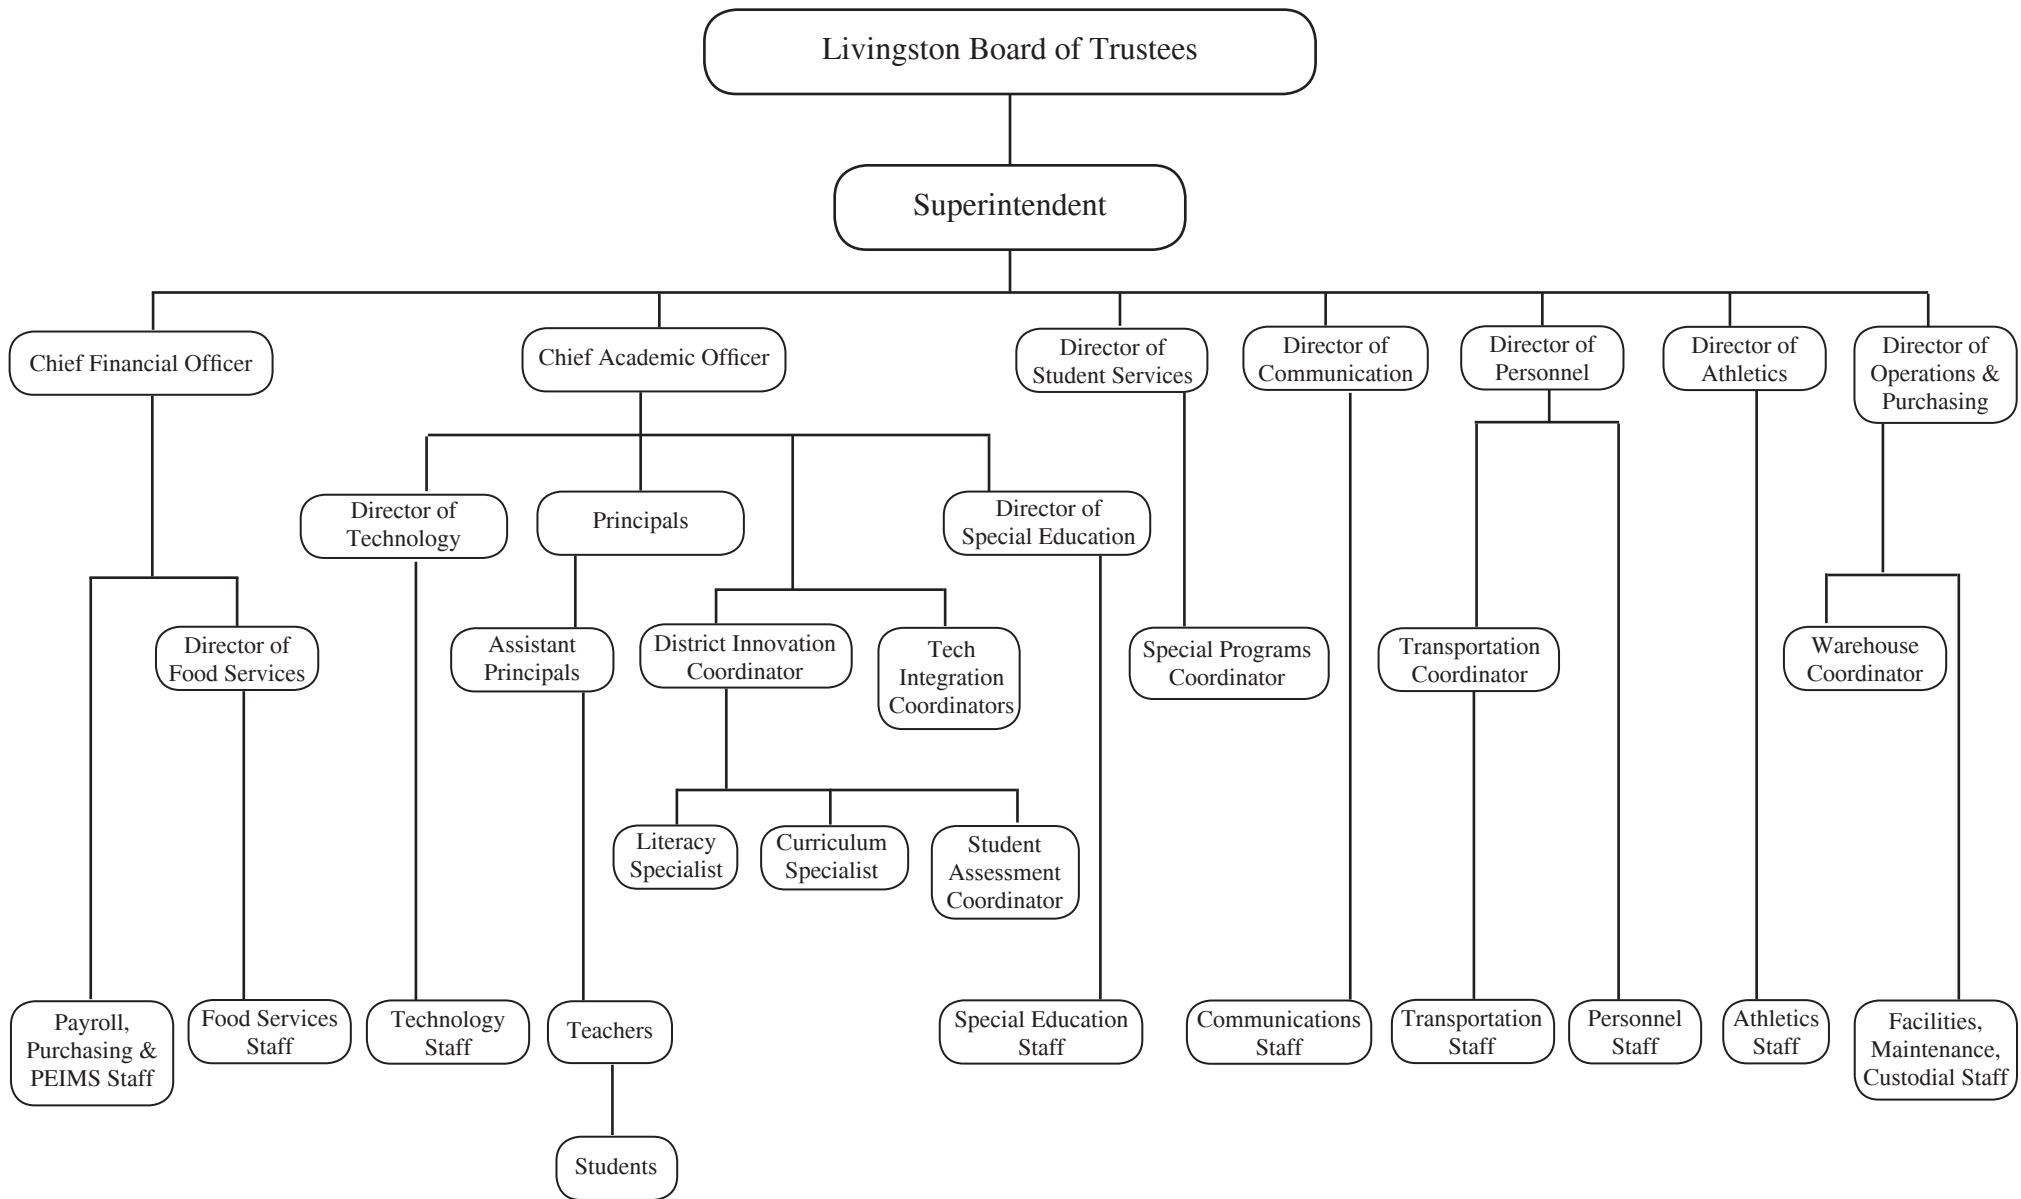 Livingston Board of Trustees
Superintendent
Chief Financial Officer
Chief Academic Officer
Director of
Student Services
Director of
Communication
Director of
Personnel
Director of
Athletics
Director of
Operations &
Purchasing
Director of
Technology
Principals
Director of
Special Education
Director of
Food Services
Assistant
Principals
District Innovation
Coordinator
Tech
Integration
Coordinators
Special Programs
Coordinator
Transportation
Coordinator
Warehouse
Coordinator
Literacy
Specialist
Curriculum
Specialist
Student
Assessment
Coordinator
Payroll,
Purchasing &
PEIMS Staff
Food Services
Staff
Technology
Staff
Teachers
Special Education
Staff
Communications
Staff
Transportation
Staff
Personnel
Staff
Athletics
Staff
Facilities,
Maintenance,
Custodial Staff
Students